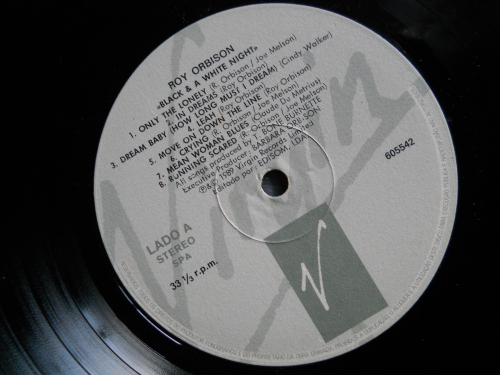 ROY ORBISON
«BLACK & A WHITE NIGHT»
1. ONLY THE LONELY (R. Orbison / Joe Melson)
2. IN DREAMS (Roy Orbison)
3. DREAM BABY (HOW LONG MUST I DREAM) (Cindy Walker)
4. LEAH (Roy Orbison)
5. MOVE ON DOWN THE LINE (Roy Orbison)
6. CRYING (R. Orbison / Joe Melson)
7. MEAN WOMAN BLUES (Claude De Metrius)
8. RUNNING SCARED (R. Orbison / Joe Melson)
All songs produced by T-BONE BURNETTE
Executive Producer: BARBARA ORBISON
℗ & © 1989 Virgin Records Limited
Editado por: EDISOM, LDA.
605542
LADO A
STEREO
SPA
33 1/3 r.p.m.
Virgin
V